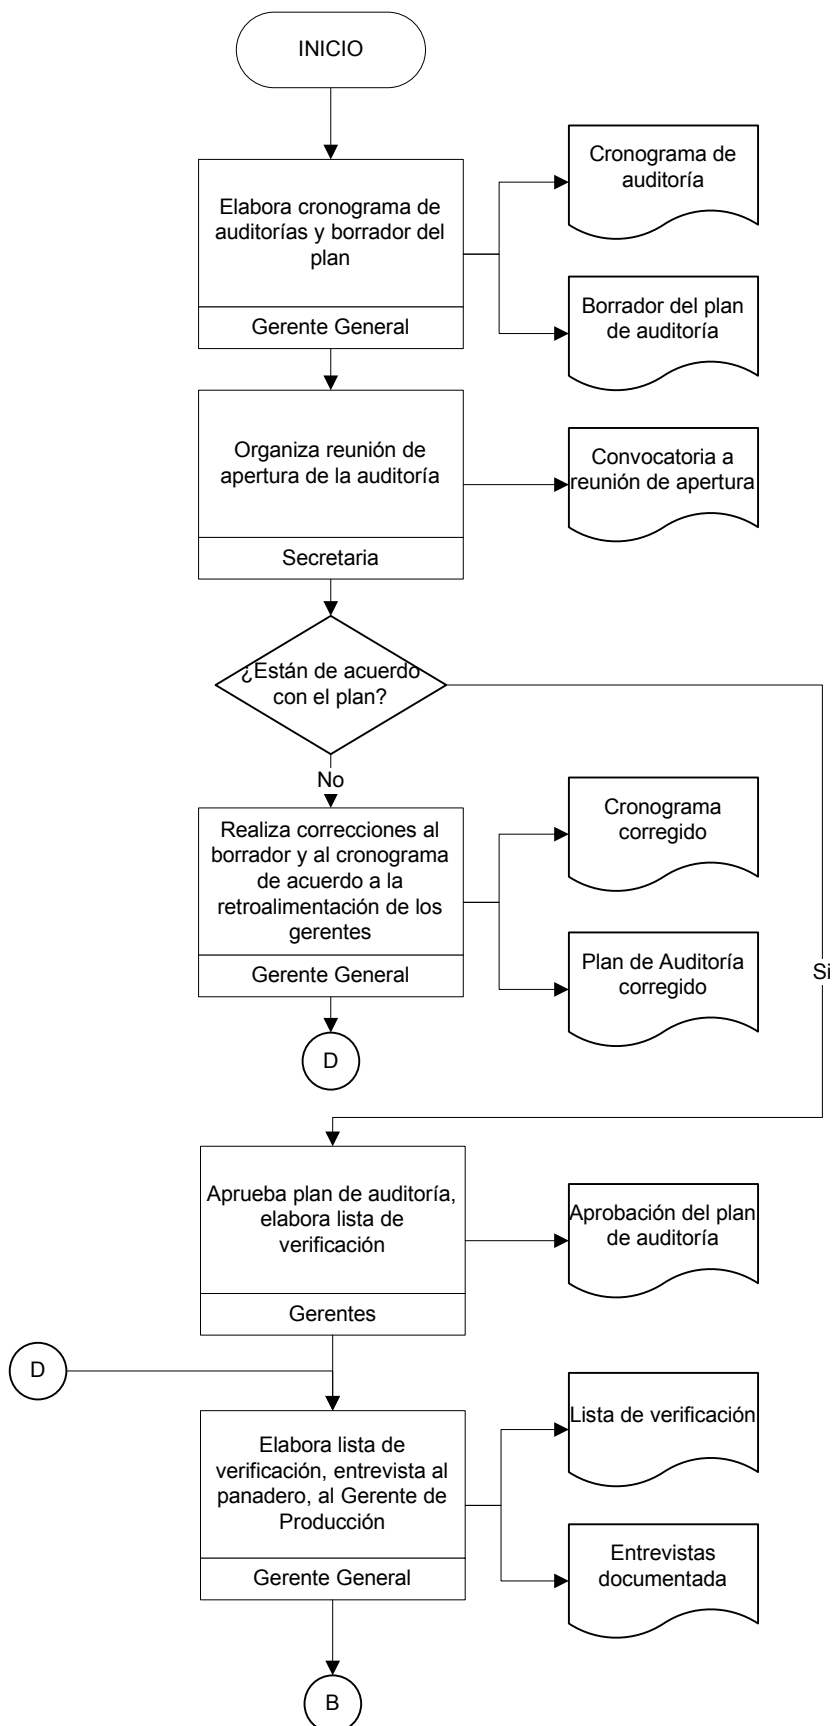 INICIO
Elabora cronograma de
auditorías y borrador del
plan
Gerente General
Cronograma de
auditoría
Borrador del plan
de auditoría
Organiza reunión de
apertura de la auditoría
Secretaria
Convocatoria a
reunión de apertura
¿Están de acuerdo
con el plan?
No
Si
Realiza correcciones al
borrador y al cronograma
de acuerdo a la
retroalimentación de los
gerentes
Gerente General
Cronograma
corregido
Plan de Auditoría
corregido
D
Aprueba plan de auditoría,
elabora lista de
verificación
Gerentes
Aprobación del plan
de auditoría
D
Elabora lista de
verificación, entrevista al
panadero, al Gerente de
Producción
Gerente General
Lista de verificación
Entrevistas
documentada
B